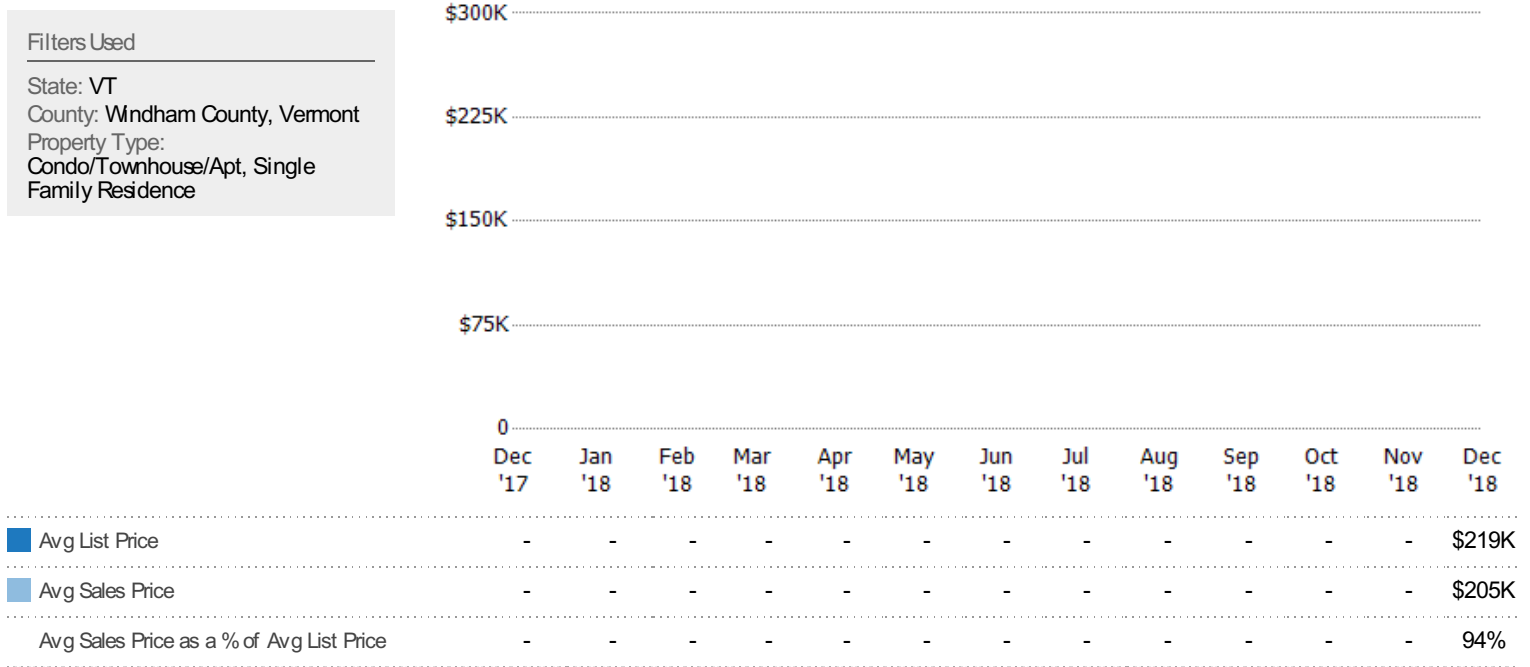 Filters Used
State: VT
County: Windham County, Vermont
Property Type:
Condo/Townhouse/Apt, Single
Family Residence
$300K
$225K
$150K
$75K
0
Dec Jan Feb Mar Apr May Jun Jul Aug Sep Oct Nov Dec
'17 '18 '18 '18 '18 '18 '18 '18 '18 '18 '18 '18 '18
Avg List Price - - - - - - - - - - - - $219K
Avg Sales Price - - - - - - - - - - - - $205K
Avg Sales Price as a % of Avg List Price - - - - - - - - - - - - 94%